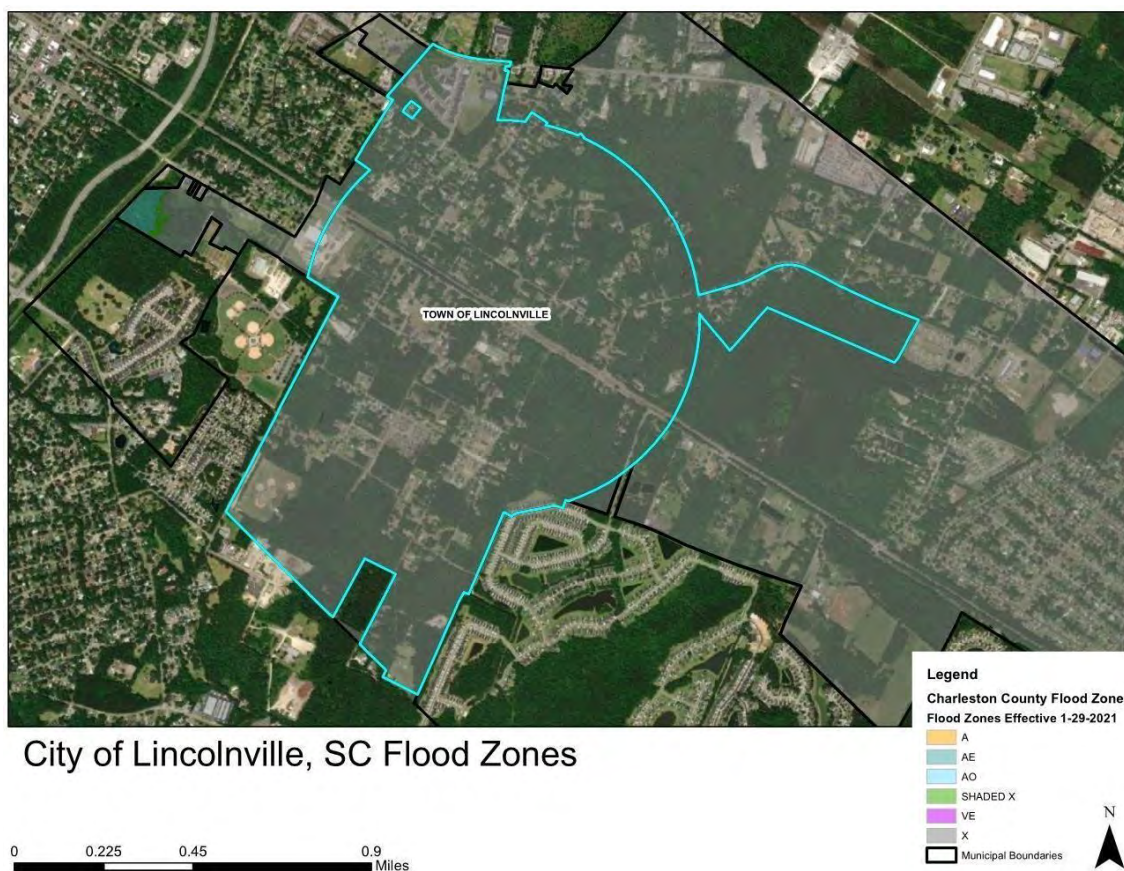 TOWN OF LINCOLNVILLE
Legend
Charleston County Flood Zone
Flood Zones Effective 1-29-2021
A
AE
AO
SHADED X
VE
X
Municipal Boundaries
N
City of Lincolnville, SC Flood Zones
0 0.225 0.45 0.9
Miles